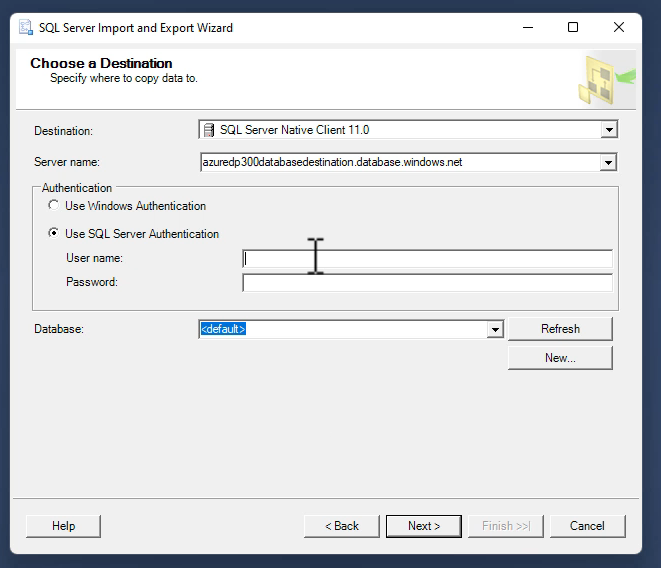 SQL Server Import and Export Wizard
Choose a Destination
Specify where to copy data to.
Destination: SQL Server Native Client 11.0
Server name: azuredp300databasedestination.database.windows.net
Authentication
Use Windows Authentication
Use SQL Server Authentication
User name:
Password:
Database: <default> Refresh
New...
Help < Back Next > Finish >>| Cancel